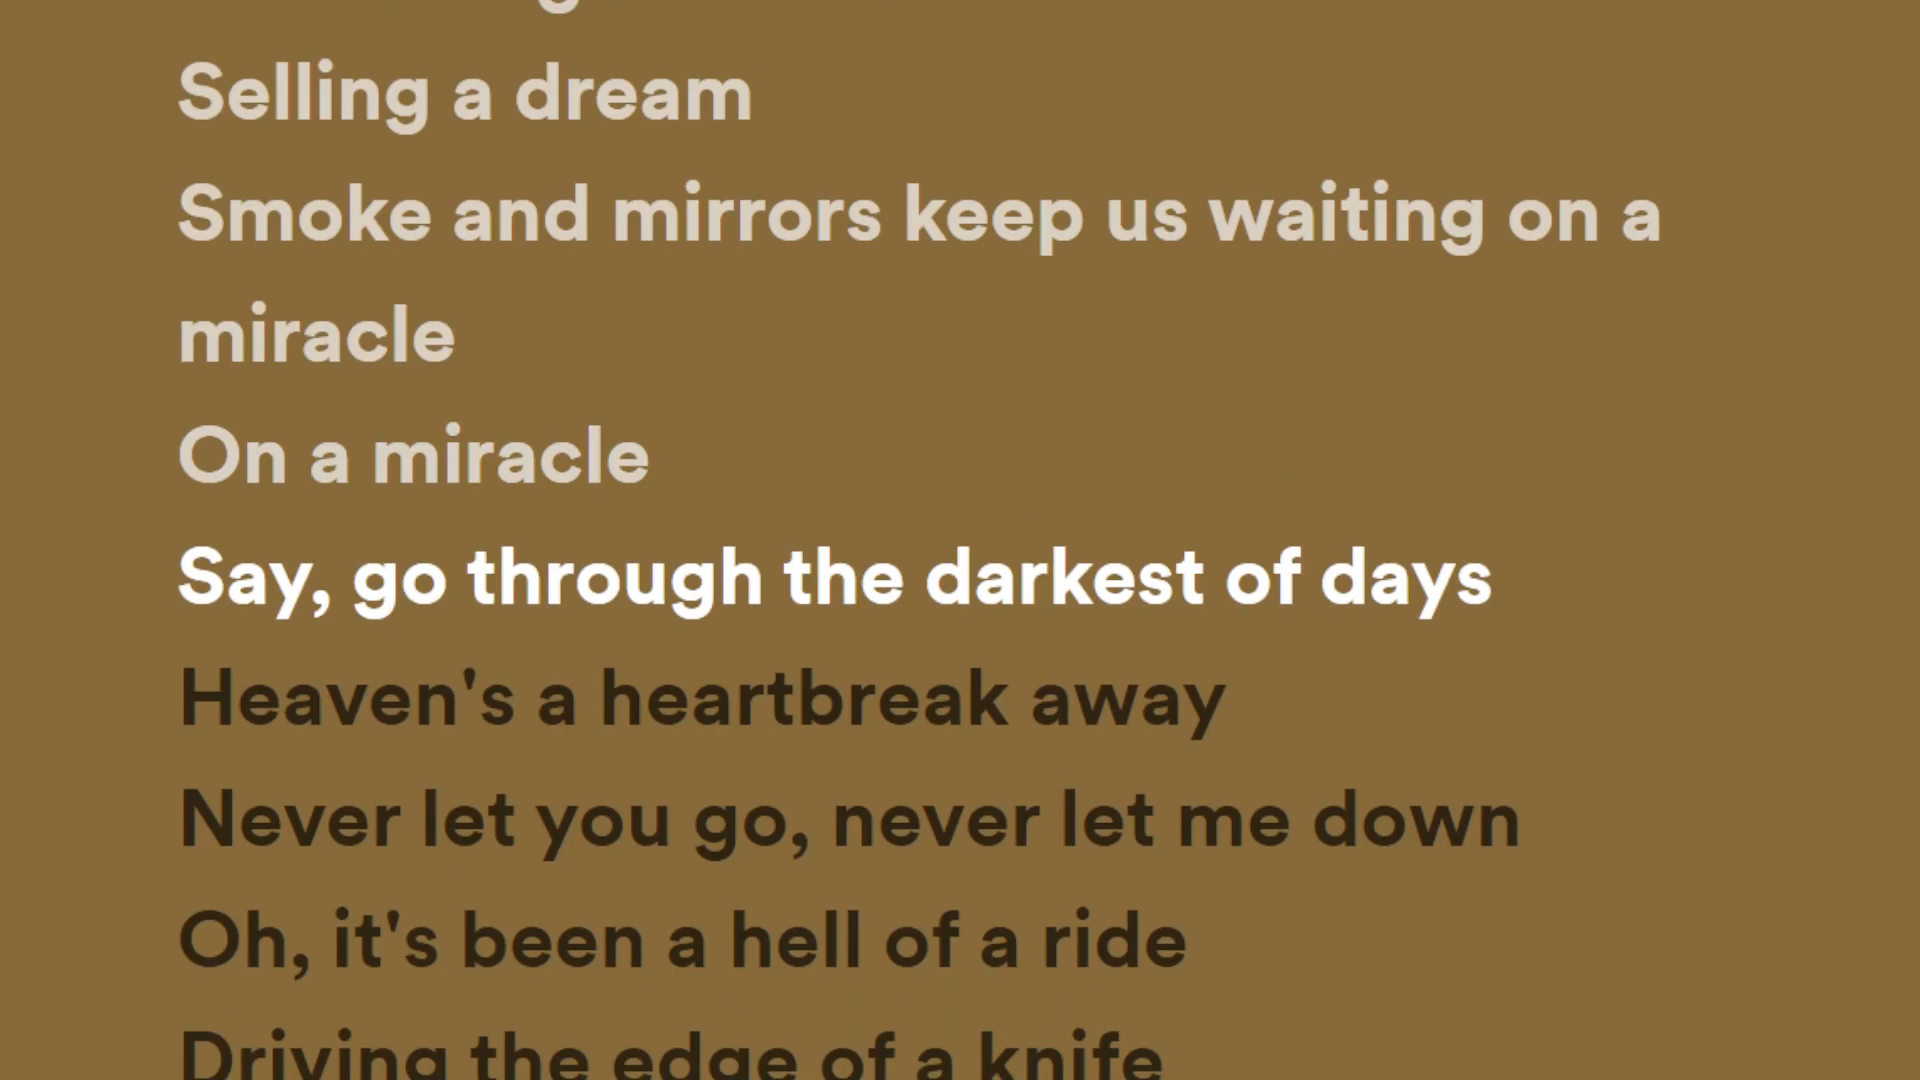 Selling a dream
Smoke and mirrors keep us waiting on a
miracle
On a miracle
Say, go through the darkest of days
Heaven's a heartbreak away
Never let you go, never let me down
Oh, it's been a hell of a ride
Driving the edge of a knife